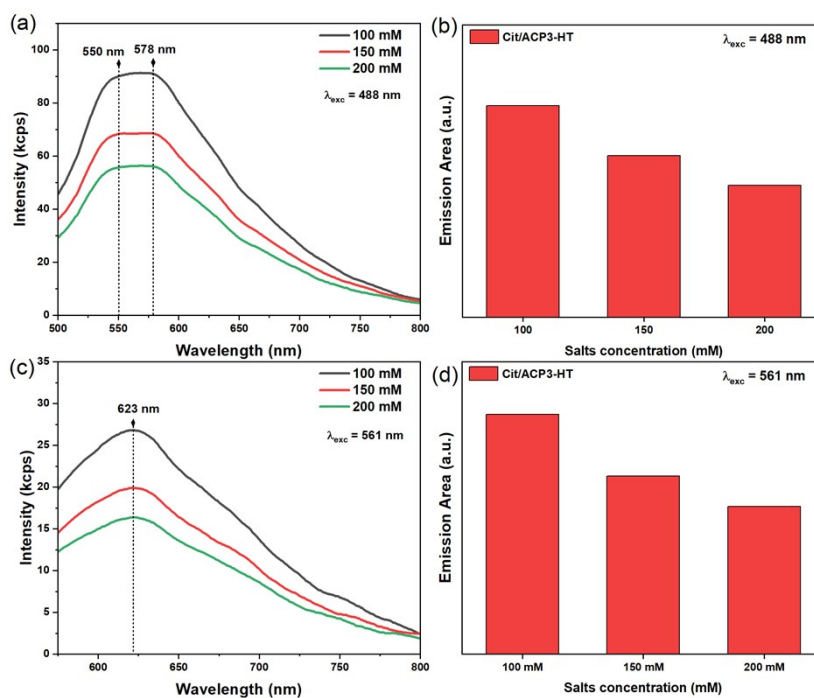 (a)
110
100
80
60
40
20
0
500
550
600
650
700
750
800
Intensity (kcps)
Wavelength (nm)
550 nm
578 nm
100 mM
150 mM
200 mM
λexc = 488 nm
(b)
Cit/ACP3-HT
λexc = 488 nm
Emission Area (a.u.)
100
150
200
Salts concentration (mM)
(c)
35
30
25
20
15
10
5
0
600
650
700
750
800
Intensity (kcps)
Wavelength (nm)
623 nm
100 mM
150 mM
200 mM
λexc = 561 nm
(d)
Cit/ACP3-HT
λexc = 561 nm
Emission Area (a.u.)
100 mM
150 mM
200 mM
Salts concentration (mM)